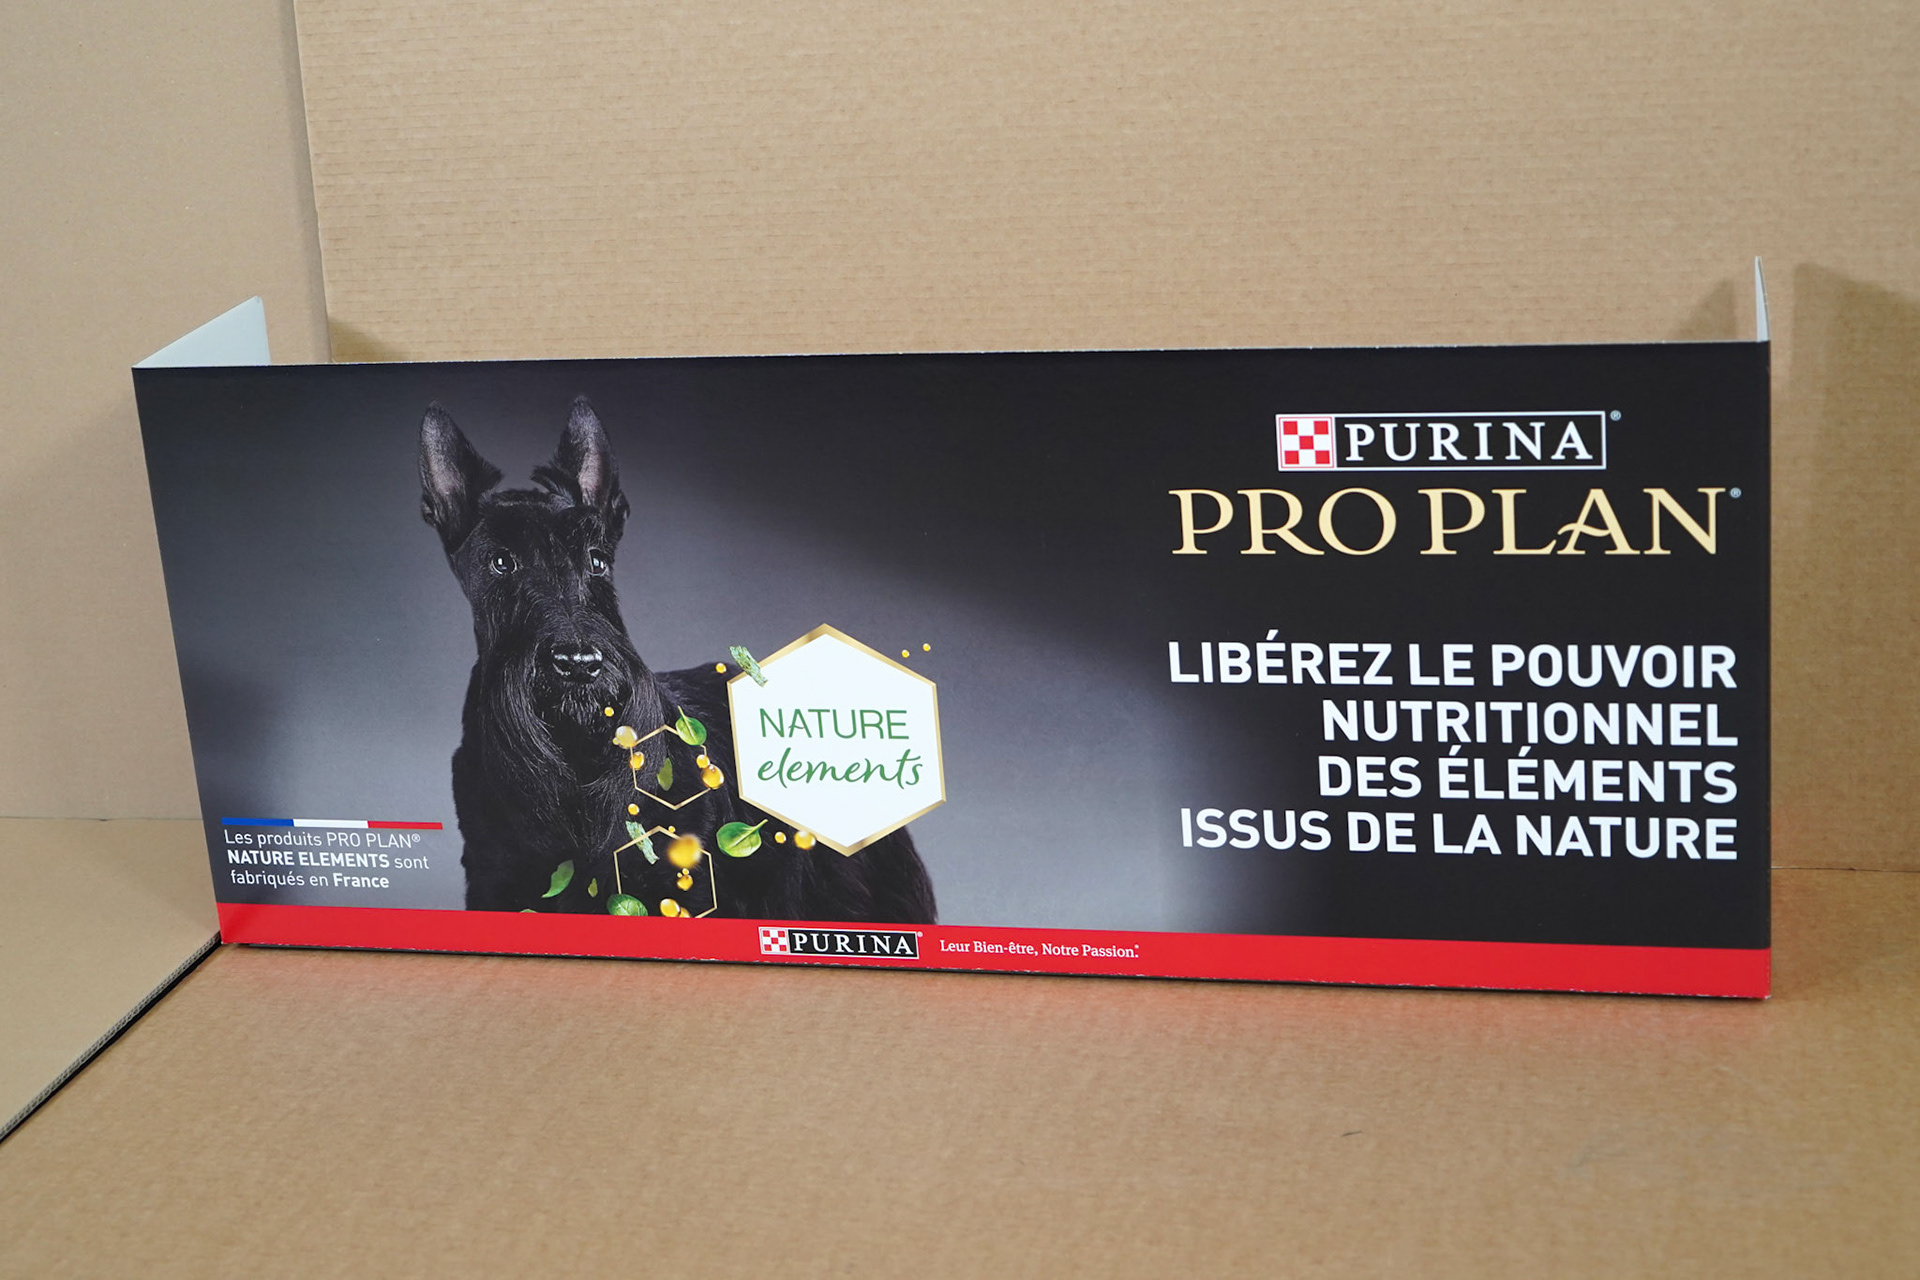 PURINA®
PRO PLAN®
LIBÉREZ LE POUVOIR
NUTRITIONNEL
DES ÉLÉMENTS
ISSUS DE LA NATURE
NATURE
elements
Les produits PRO PLAN®
NATURE ELEMENTS sont
fabriqués en France
PURINA® Leur Bien-être, Notre Passion.